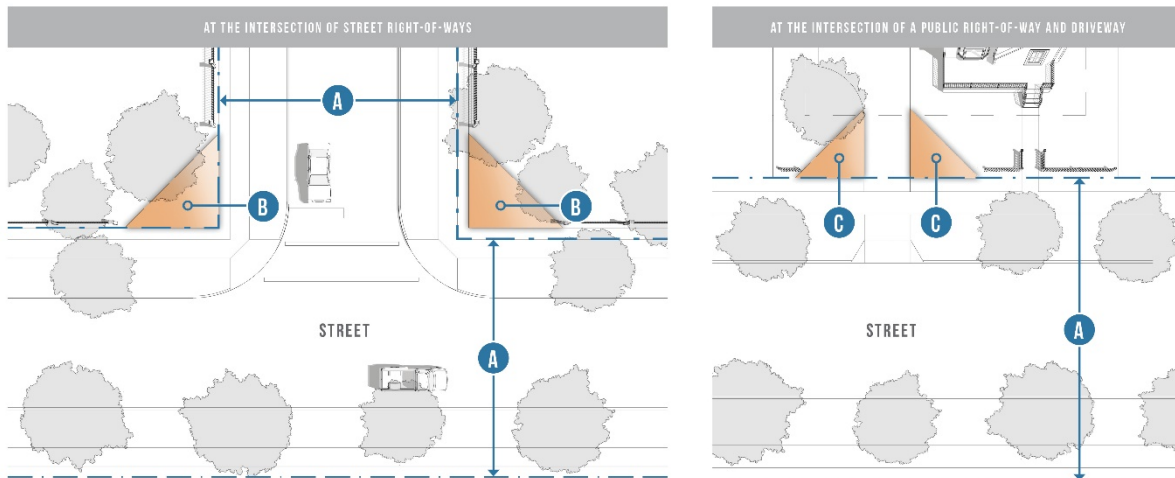 AT THE INTERSECTION OF STREET RIGHT-OF-WAYS
A
B
B
STREET
A
AT THE INTERSECTION OF A PUBLIC RIGHT-OF-WAY AND DRIVEWAY
C
C
STREET
A